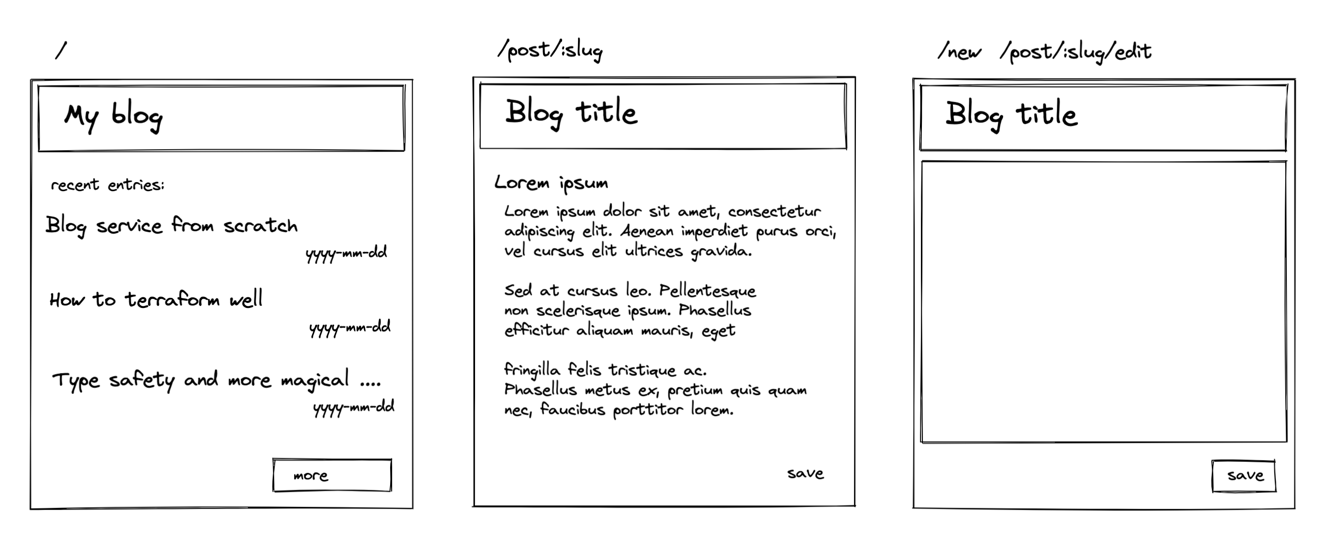 /
My blog
recent entries:
Blog service from scratch
yyyy-mm-dd
How to terraform well
yyyy-mm-dd
Type safety and more magical ....
yyyy-mm-dd
more
/post/:slug
Blog title
Lorem ipsum
Lorem ipsum dolor sit amet, consectetur
adipiscing elit. Aenean imperdiet purus orci,
vel cursus elit ultrices gravida.
Sed at cursus leo. Pellentesque
non scelerisque ipsum. Phasellus
efficitur aliquam mauris, eget
fringilla felis tristique ac.
Phasellus metus ex, pretium quis quam
nec, faucibus porttitor lorem.
save
/new /post/:slug/edit
Blog title
save